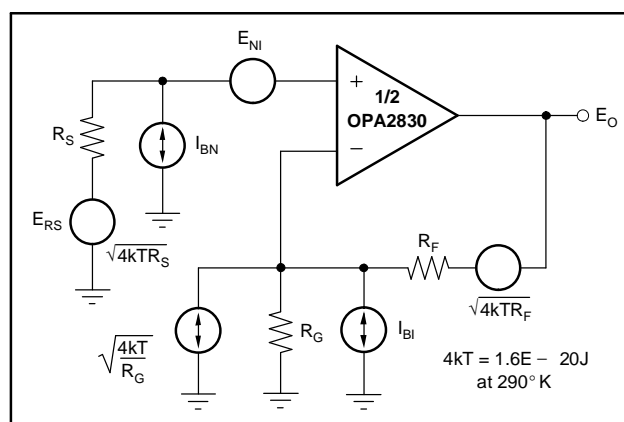 E_NI
1/2
OPA2830
+
−
E_O
R_S
I_BN
E_RS
√4kTR_S
R_F
√4kTR_F
√4kT/R_G
R_G
I_BI
4kT = 1.6E − 20J
at 290° K